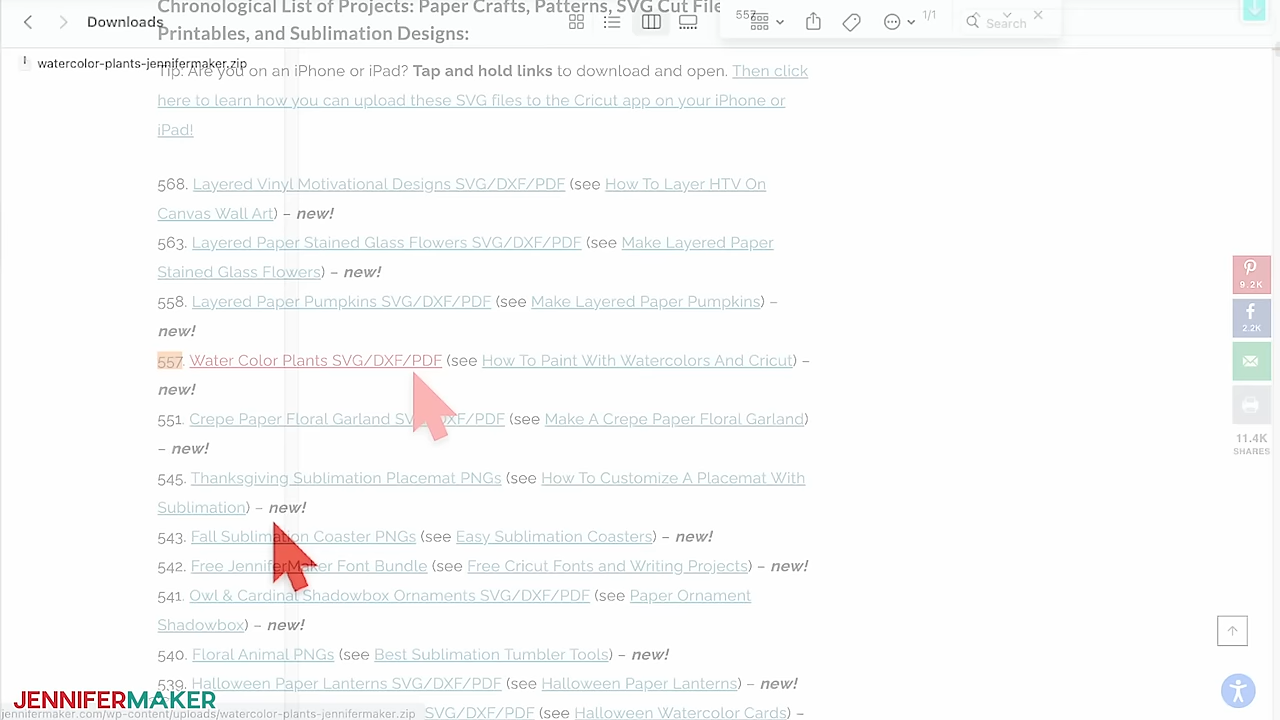 Chronological List of Projects: Paper Crafts, Patterns, SVG Cut File
Printables, and Sublimation Designs:
Downloads
557
1/1
Search
watercolor-plants-jennifermaker.zip
Tip: Are you on an iPhone or iPad? Tap and hold links to download and open. Then click
here to learn how you can upload these SVG files to the Cricut app on your iPhone or
iPad!
568. Layered Vinyl Motivational Designs SVG/DXF/PDF (see How To Layer HTV On
Canvas Wall Art) – new!
563. Layered Paper Stained Glass Flowers SVG/DXF/PDF (see Make Layered Paper
Stained Glass Flowers) – new!
558. Layered Paper Pumpkins SVG/DXF/PDF (see Make Layered Paper Pumpkins) –
new!
557. Water Color Plants SVG/DXF/PDF (see How To Paint With Watercolors And Cricut) –
new!
551. Crepe Paper Floral Garland SVG/DXF/PDF (see Make A Crepe Paper Floral Garland)
– new!
545. Thanksgiving Sublimation Placemat PNGs (see How To Customize A Placemat With
Sublimation) – new!
543. Fall Sublimation Coaster PNGs (see Easy Sublimation Coasters) – new!
542. Free JenniferMaker Font Bundle (see Free Cricut Fonts and Writing Projects) – new!
541. Owl & Cardinal Shadowbox Ornaments SVG/DXF/PDF (see Paper Ornament
Shadowbox) – new!
540. Floral Animal PNGs (see Best Sublimation Tumbler Tools) – new!
539. Halloween Paper Lanterns SVG/DXF/PDF (see Halloween Paper Lanterns) – new!
SVG/DXF/PDF (see Halloween Watercolor Cards) –
9.2K
2.2K
11.4K
SHARES
JENNIFERMAKER
jennifermaker.com/wp-content/uploads/watercolor-plants-jennifermaker.zip